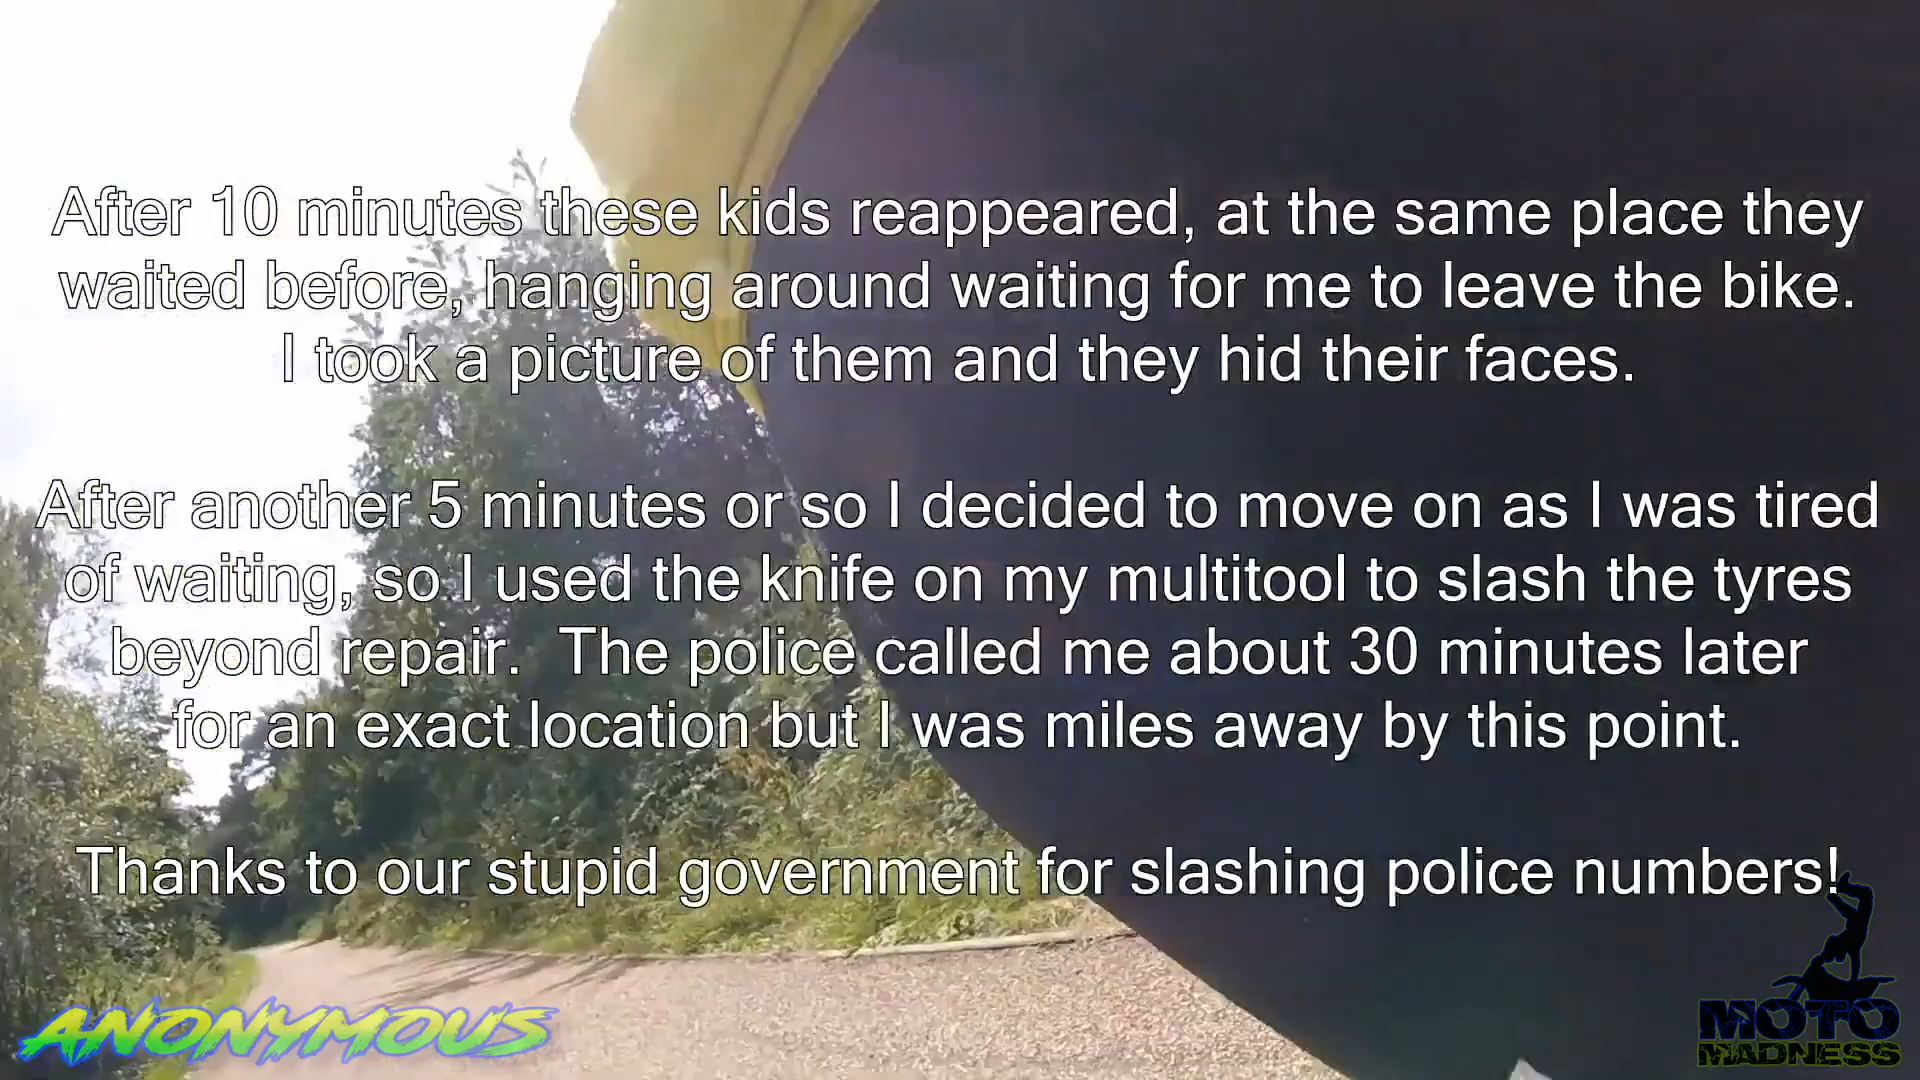 After 10 minutes these kids reappeared, at the same place they
waited before, hanging around waiting for me to leave the bike.
I took a picture of them and they hid their faces.
After another 5 minutes or so I decided to move on as I was tired
of waiting, so I used the knife on my multitool to slash the tyres
beyond repair.  The police called me about 30 minutes later
for an exact location but I was miles away by this point.
Thanks to our stupid government for slashing police numbers!
ANONYMOUS
MOTO
MADNESS